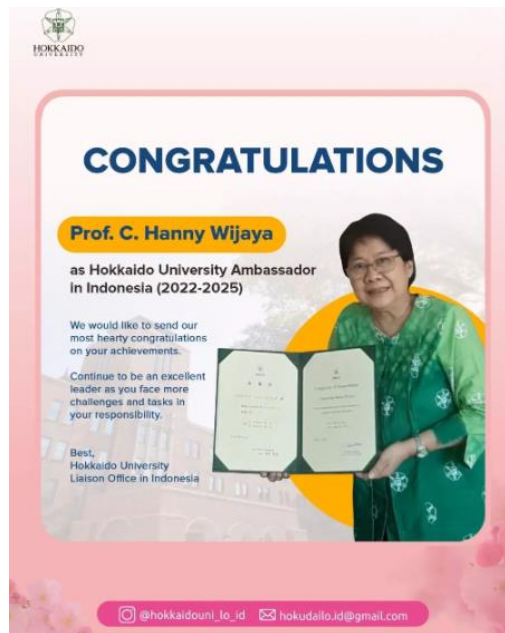 HOKKAIDO
UNIVERSITY
CONGRATULATIONS
Prof. C. Hanny Wijaya
as Hokkaido University Ambassador
in Indonesia (2022-2025)
We would like to send our
most hearty congratulations
on your achievements.
Continue to be an excellent
leader as you face more
challenges and tasks in
your responsibility.
Best,
Hokkaido University
Liaison Office in Indonesia
@hokkaidouni_lo_id hokudailo.id@gmail.com